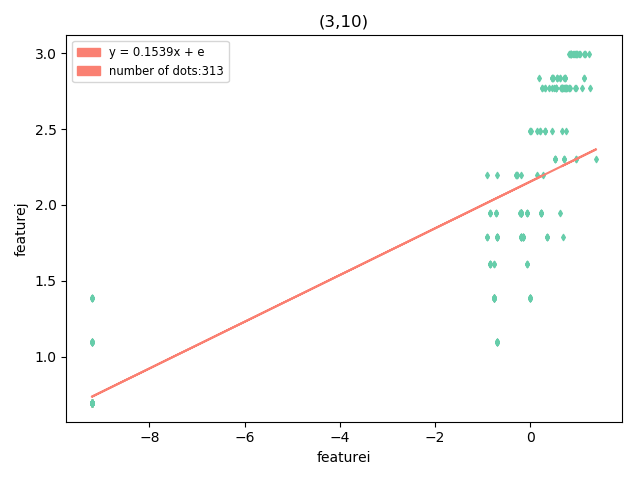 (3,10)
y = 0.1539x + e
number of dots:313
3.0
2.5
2.0
1.5
1.0
featurej
−8
−6
−4
−2
0
featurei